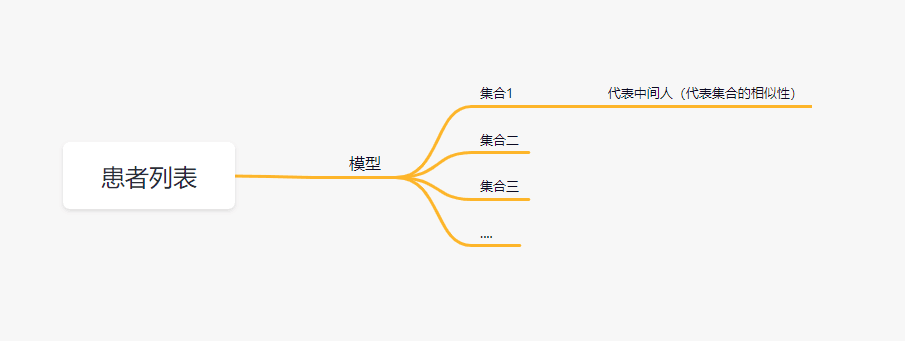 患者列表
模型
集合1
代表中间人（代表集合的相似性）
集合二
集合三
....